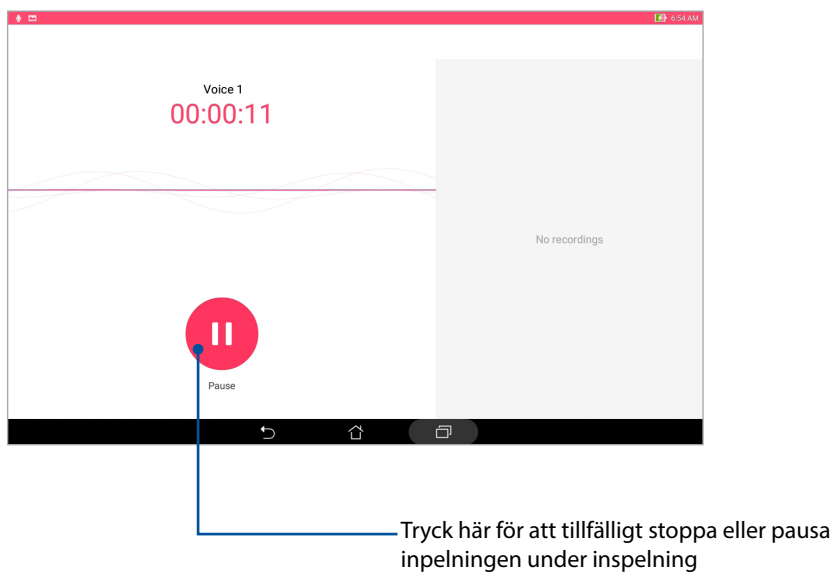 6:54 AM
Voice 1
00:00:11
No recordings
Pause
Tryck här för att tillfälligt stoppa eller pausa
inpelningen under inspelning